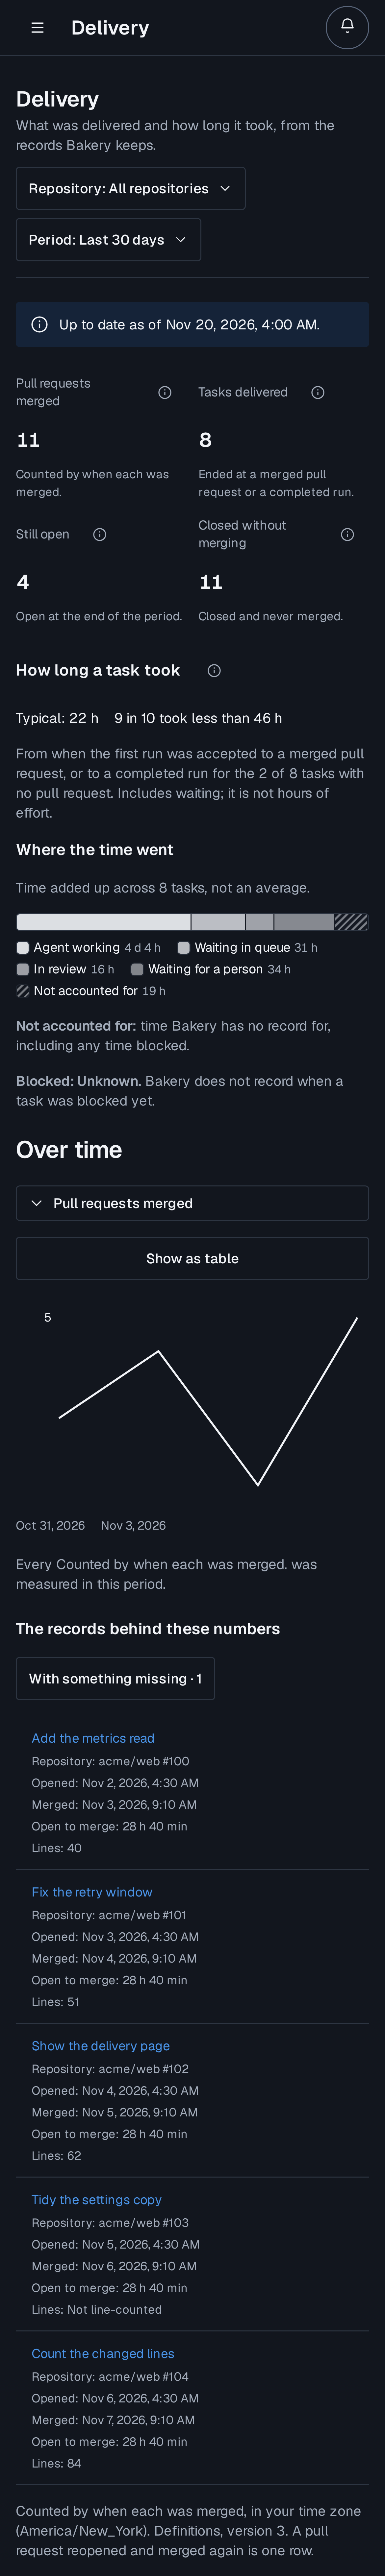 Delivery
Delivery
What was delivered and how long it took, from the
records Bakery keeps.
Repository: All repositories
Period: Last 30 days
Up to date as of Nov 20, 2026, 4:00 AM.
Pull requests
merged
11
Counted by when each was
merged.
Tasks delivered
8
Ended at a merged pull
request or a completed run.
Still open
4
Open at the end of the period.
Closed without
merging
11
Closed and never merged.
How long a task took
Typical: 22 h 9 in 10 took less than 46 h
From when the first run was accepted to a merged pull
request, or to a completed run for the 2 of 8 tasks with
no pull request. Includes waiting; it is not hours of
effort.
Where the time went
Time added up across 8 tasks, not an average.
Agent working 4 d 4 h Waiting in queue 31 h
In review 16 h Waiting for a person 34 h
Not accounted for 19 h
Not accounted for: time Bakery has no record for,
including any time blocked.
Blocked: Unknown. Bakery does not record when a
task was blocked yet.
Over time
Pull requests merged
Show as table
5
Oct 31, 2026 Nov 3, 2026
Every Counted by when each was merged. was
measured in this period.
The records behind these numbers
With something missing · 1
Add the metrics read
Repository: acme/web #100
Opened: Nov 2, 2026, 4:30 AM
Merged: Nov 3, 2026, 9:10 AM
Open to merge: 28 h 40 min
Lines: 40
Fix the retry window
Repository: acme/web #101
Opened: Nov 3, 2026, 4:30 AM
Merged: Nov 4, 2026, 9:10 AM
Open to merge: 28 h 40 min
Lines: 51
Show the delivery page
Repository: acme/web #102
Opened: Nov 4, 2026, 4:30 AM
Merged: Nov 5, 2026, 9:10 AM
Open to merge: 28 h 40 min
Lines: 62
Tidy the settings copy
Repository: acme/web #103
Opened: Nov 5, 2026, 4:30 AM
Merged: Nov 6, 2026, 9:10 AM
Open to merge: 28 h 40 min
Lines: Not line-counted
Count the changed lines
Repository: acme/web #104
Opened: Nov 6, 2026, 4:30 AM
Merged: Nov 7, 2026, 9:10 AM
Open to merge: 28 h 40 min
Lines: 84
Counted by when each was merged, in your time zone
(America/New_York). Definitions, version 3. A pull
request reopened and merged again is one row.